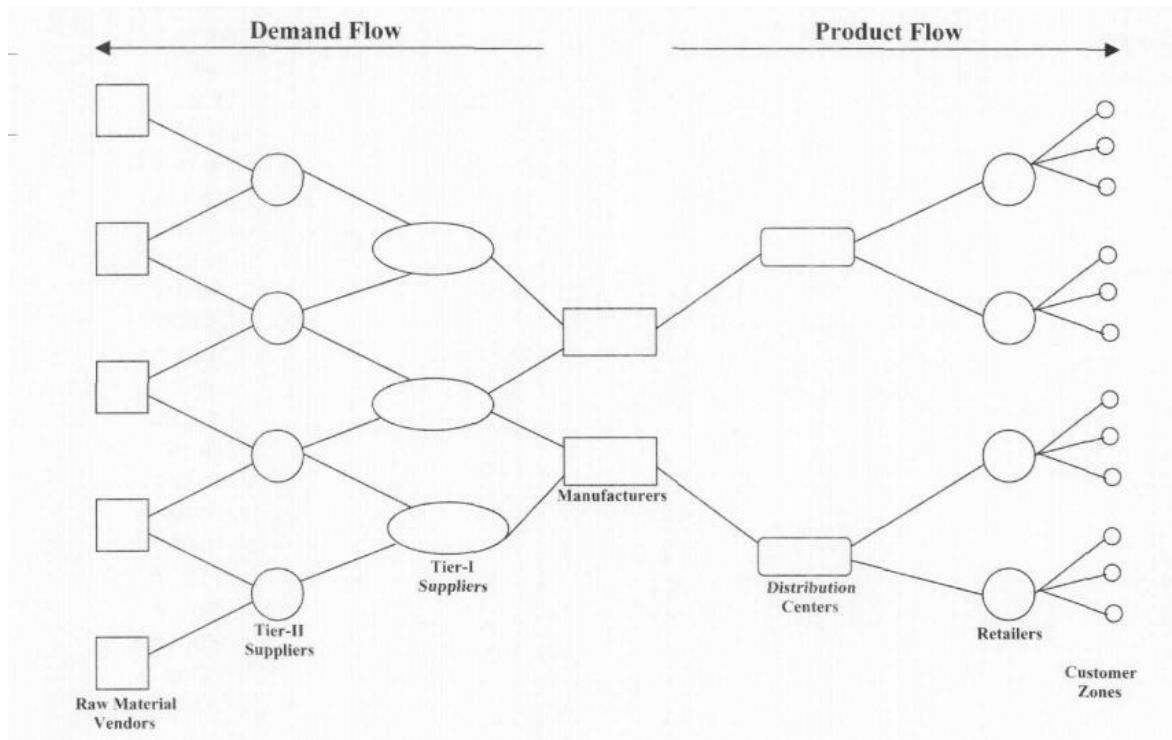 Demand Flow
Product Flow
Manufacturers
Tier-I
Suppliers
Distribution
Centers
Tier-II
Suppliers
Retailers
Customer
Zones
Raw Material
Vendors